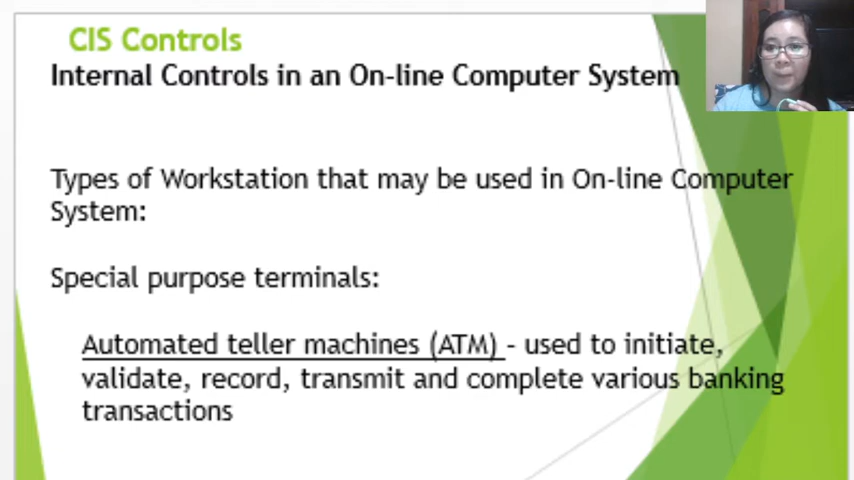 CIS Controls
Internal Controls in an On-line Computer System
Types of Workstation that may be used in On-line Computer
System:
Special purpose terminals:
Automated teller machines (ATM) - used to initiate,
validate, record, transmit and complete various banking
transactions